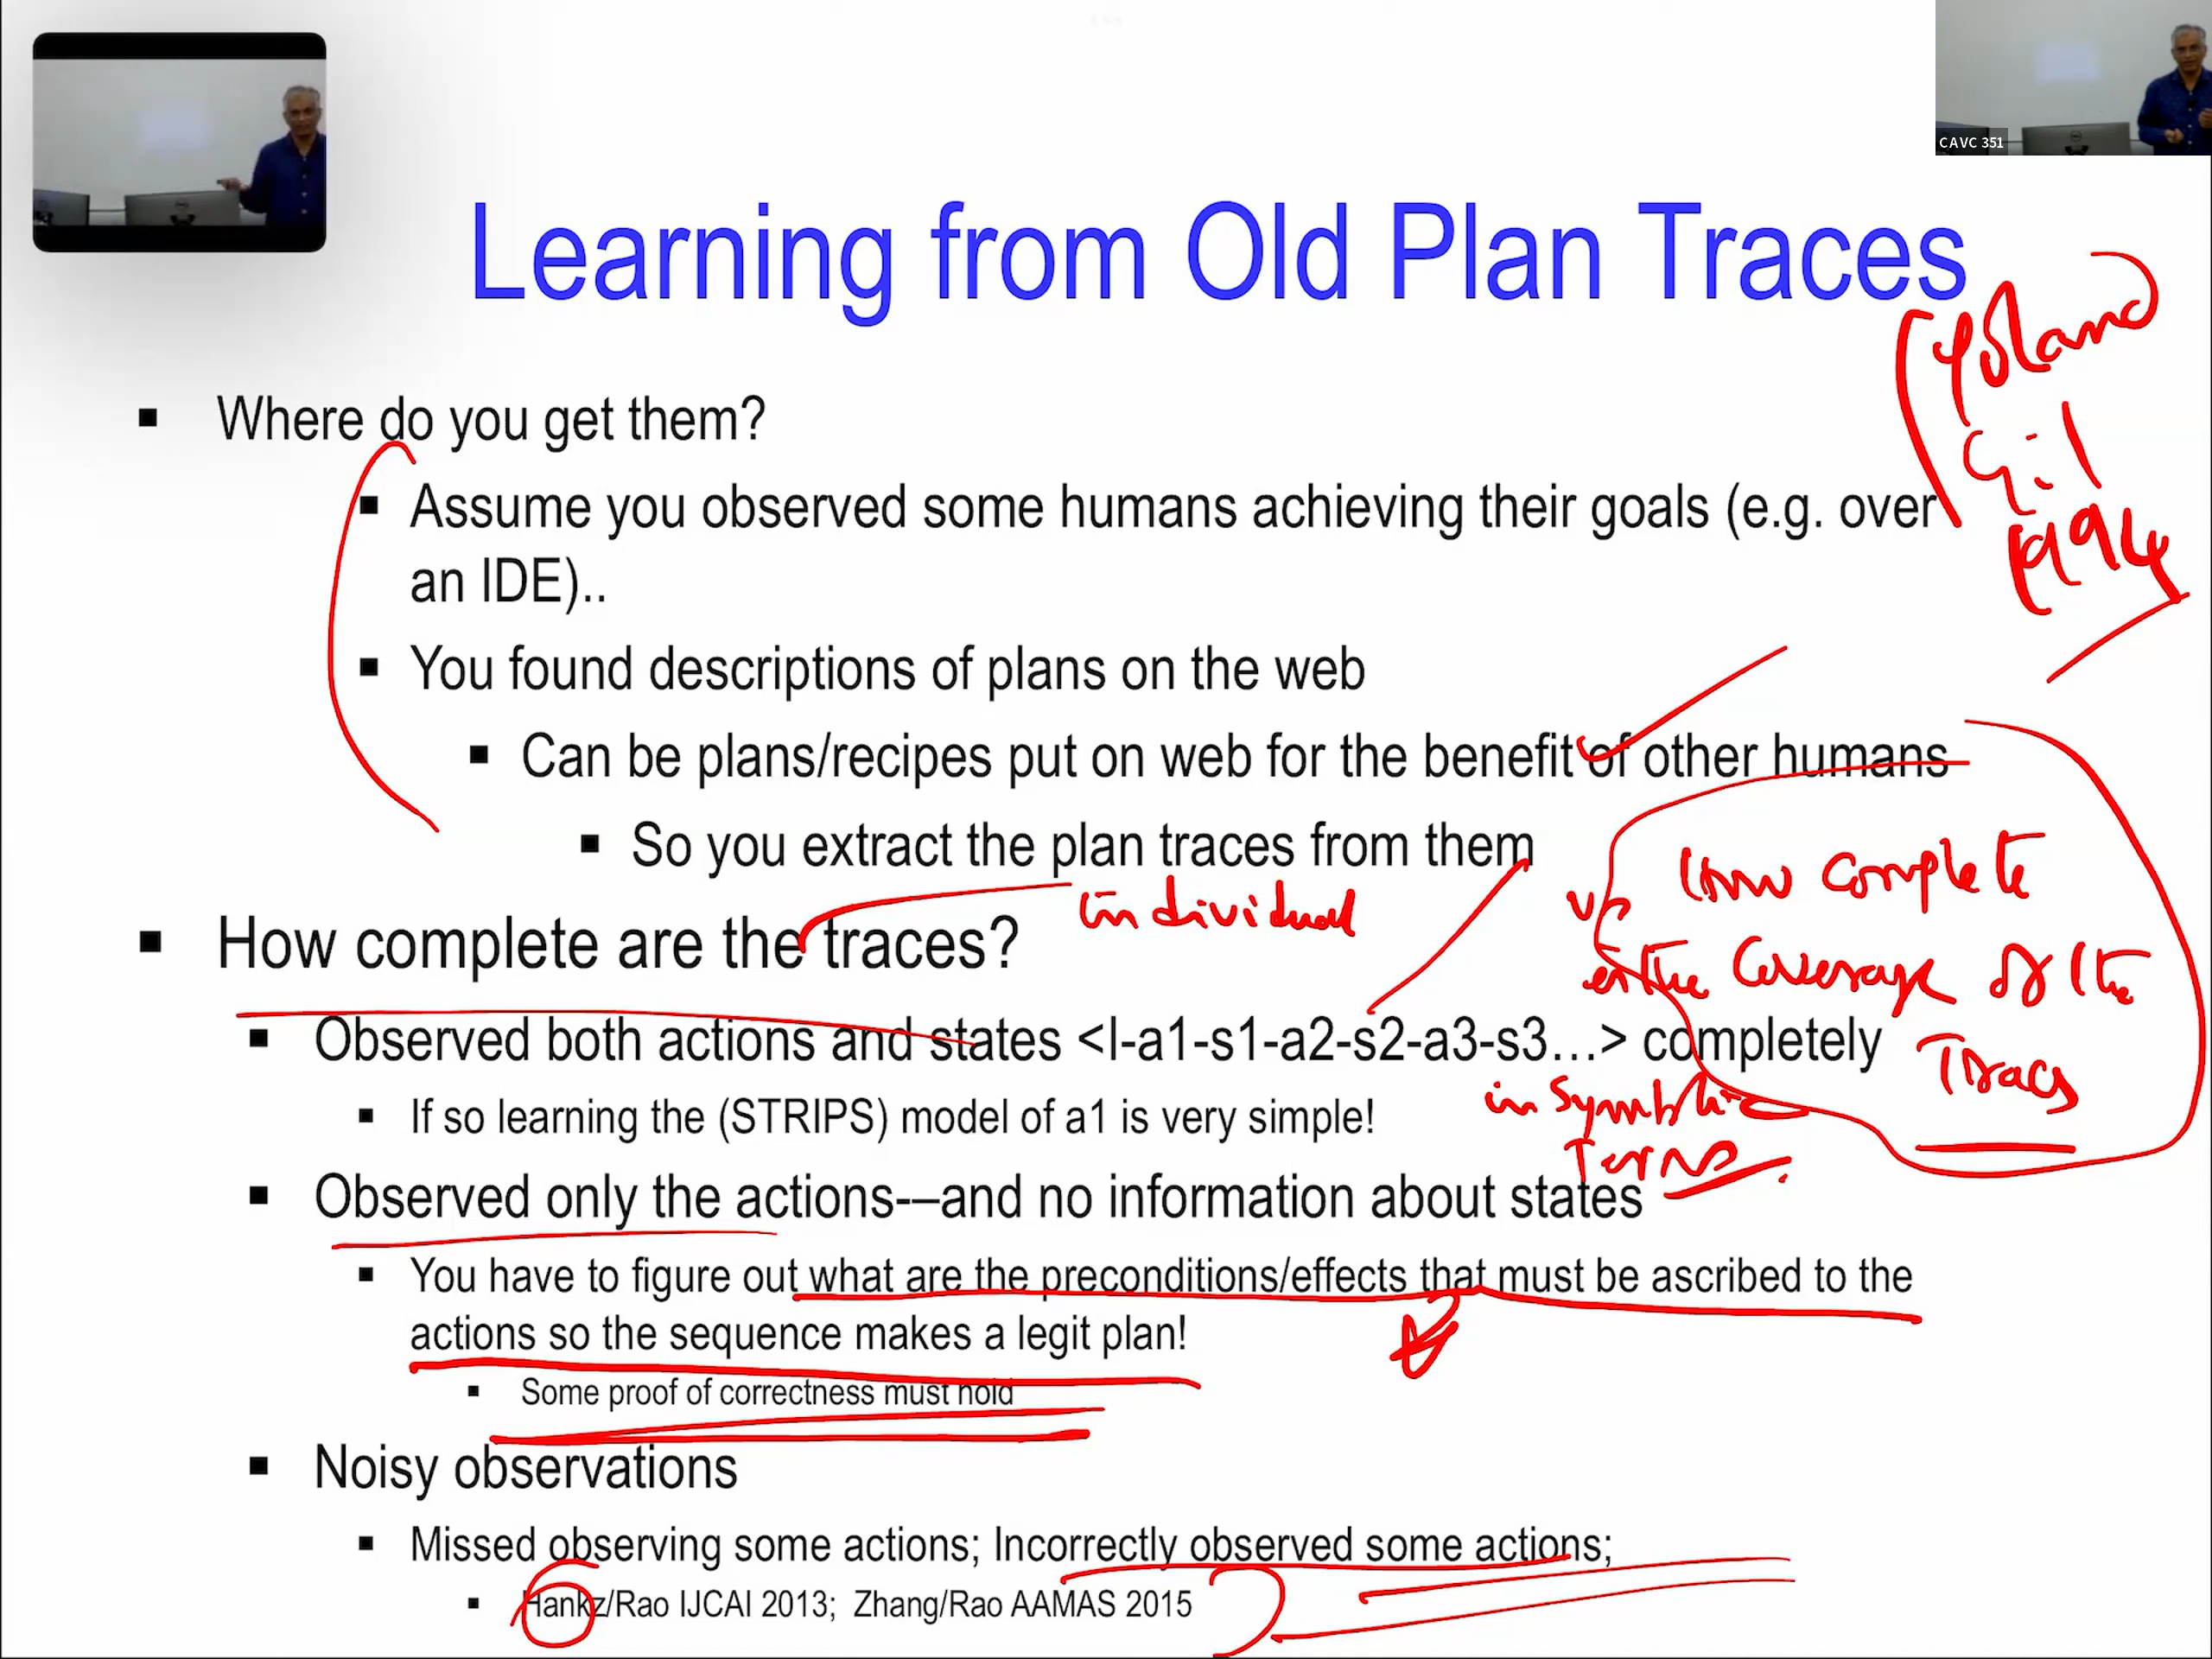 CAVC 351
Learning from Old Plan Traces
Yoland
Gil
1994
▪ Where do you get them?
▪ Assume you observed some humans achieving their goals (e.g. over
an IDE)..
▪ You found descriptions of plans on the web
▪ Can be plans/recipes put on web for the benefit of other humans
▪ So you extract the plan traces from them
individual
vs how complete
is the Coverage of the
Traces
▪ How complete are the traces?
▪ Observed both actions and states <I-a1-s1-a2-s2-a3-s3…> completely
in Symbolic
Terms
▪ If so learning the (STRIPS) model of a1 is very simple!
▪ Observed only the actions-–and no information about states
▪ You have to figure out what are the preconditions/effects that must be ascribed to the
actions so the sequence makes a legit plan!
▪ Some proof of correctness must hold
▪ Noisy observations
▪ Missed observing some actions; Incorrectly observed some actions;
▪ Hankz/Rao IJCAI 2013; Zhang/Rao AAMAS 2015